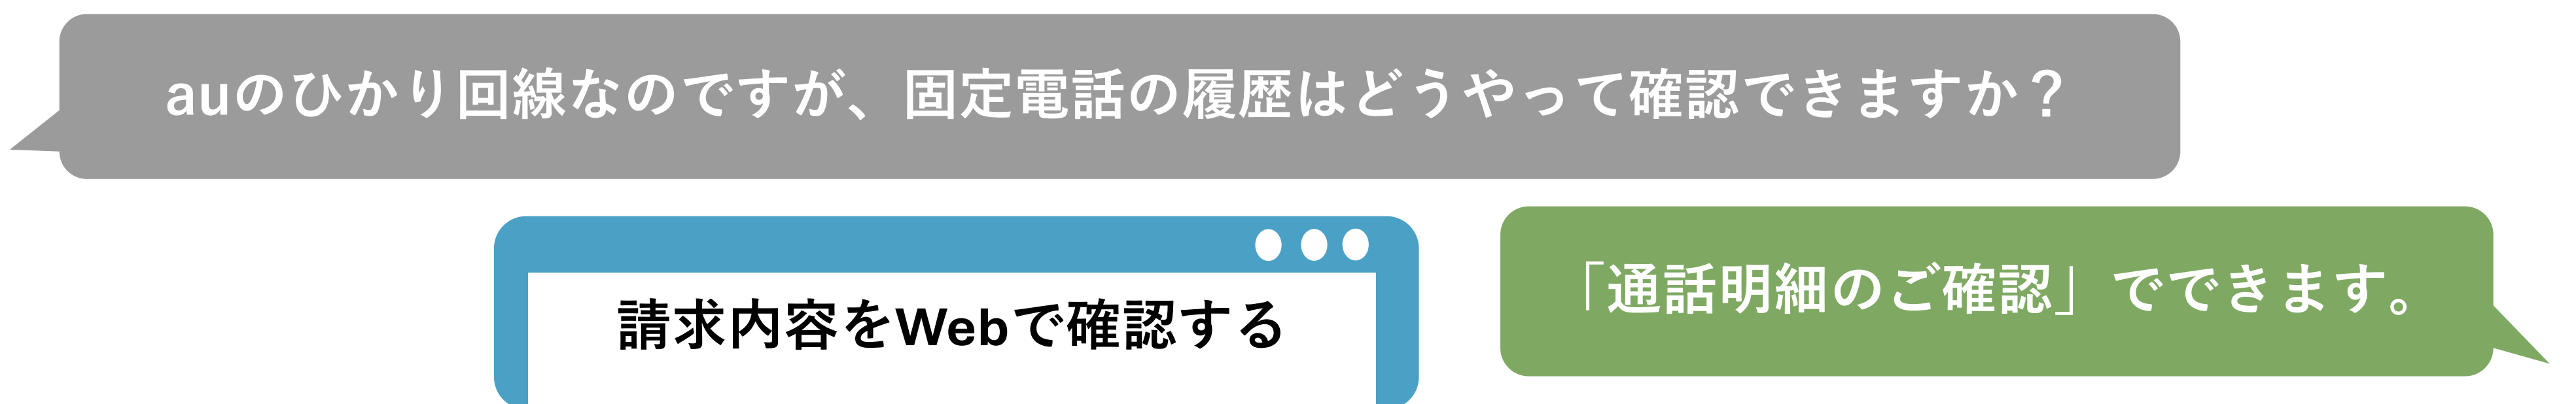 auのひかり回線なのですが、固定電話の履歴はどうやって確認できますか？
請求内容をWebで確認する
「通話明細のご確認」でできます。